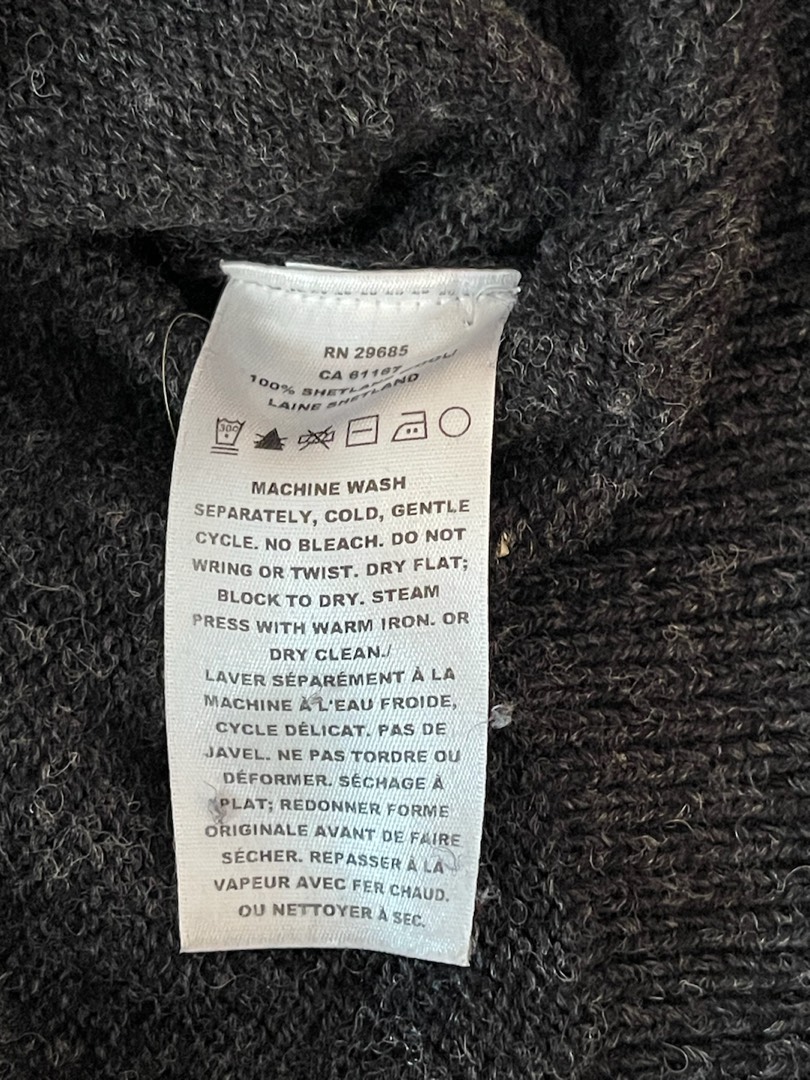 RN 29685
CA 61167
100% SHETLAND WOOL
LAINE SHETLAND
30C
MACHINE WASH
SEPARATELY, COLD, GENTLE
CYCLE. NO BLEACH. DO NOT
WRING OR TWIST. DRY FLAT;
BLOCK TO DRY. STEAM
PRESS WITH WARM IRON. OR
DRY CLEAN./
LAVER SÉPARÉMENT À LA
MACHINE À L'EAU FROIDE,
CYCLE DÉLICAT. PAS DE
JAVEL. NE PAS TORDRE OU
DÉFORMER. SÉCHAGE À
PLAT; REDONNER FORME
ORIGINALE AVANT DE FAIRE
SÉCHER. REPASSER À LA
VAPEUR AVEC FER CHAUD.
OU NETTOYER À SEC.